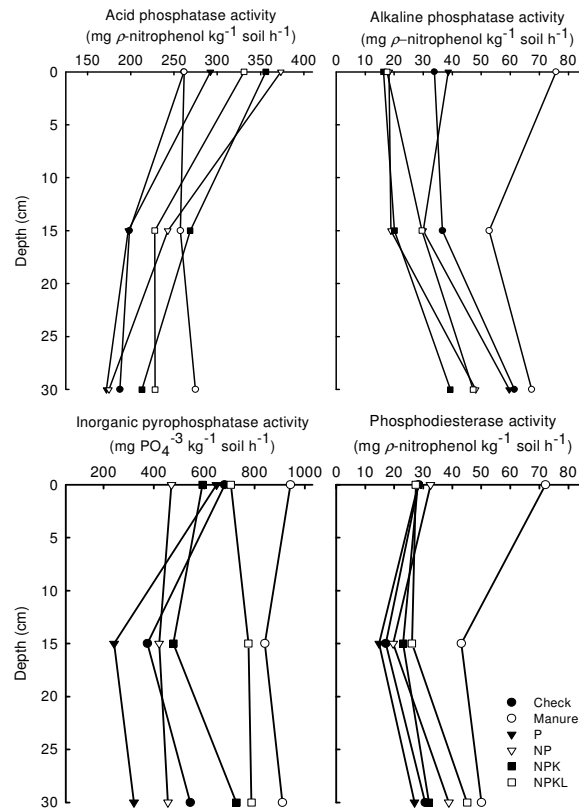 Acid phosphatase activity
(mg ρ-nitrophenol kg⁻¹ soil h⁻¹)
150 200 250 300 350 400
Depth (cm)
0
5
10
15
20
25
30
Alkaline phosphatase activity
(mg ρ–nitrophenol kg⁻¹ soil h⁻¹)
0 10 20 30 40 50 60 70 80
Inorganic pyrophosphatase activity
(mg PO₄⁻³ kg⁻¹ soil h⁻¹)
200 400 600 800 1000
Depth (cm)
0
5
10
15
20
25
30
Phosphodiesterase activity
(mg ρ-nitrophenol kg⁻¹ soil h⁻¹)
0 10 20 30 40 50 60 70 80
Check
Manure
P
NP
NPK
NPKL